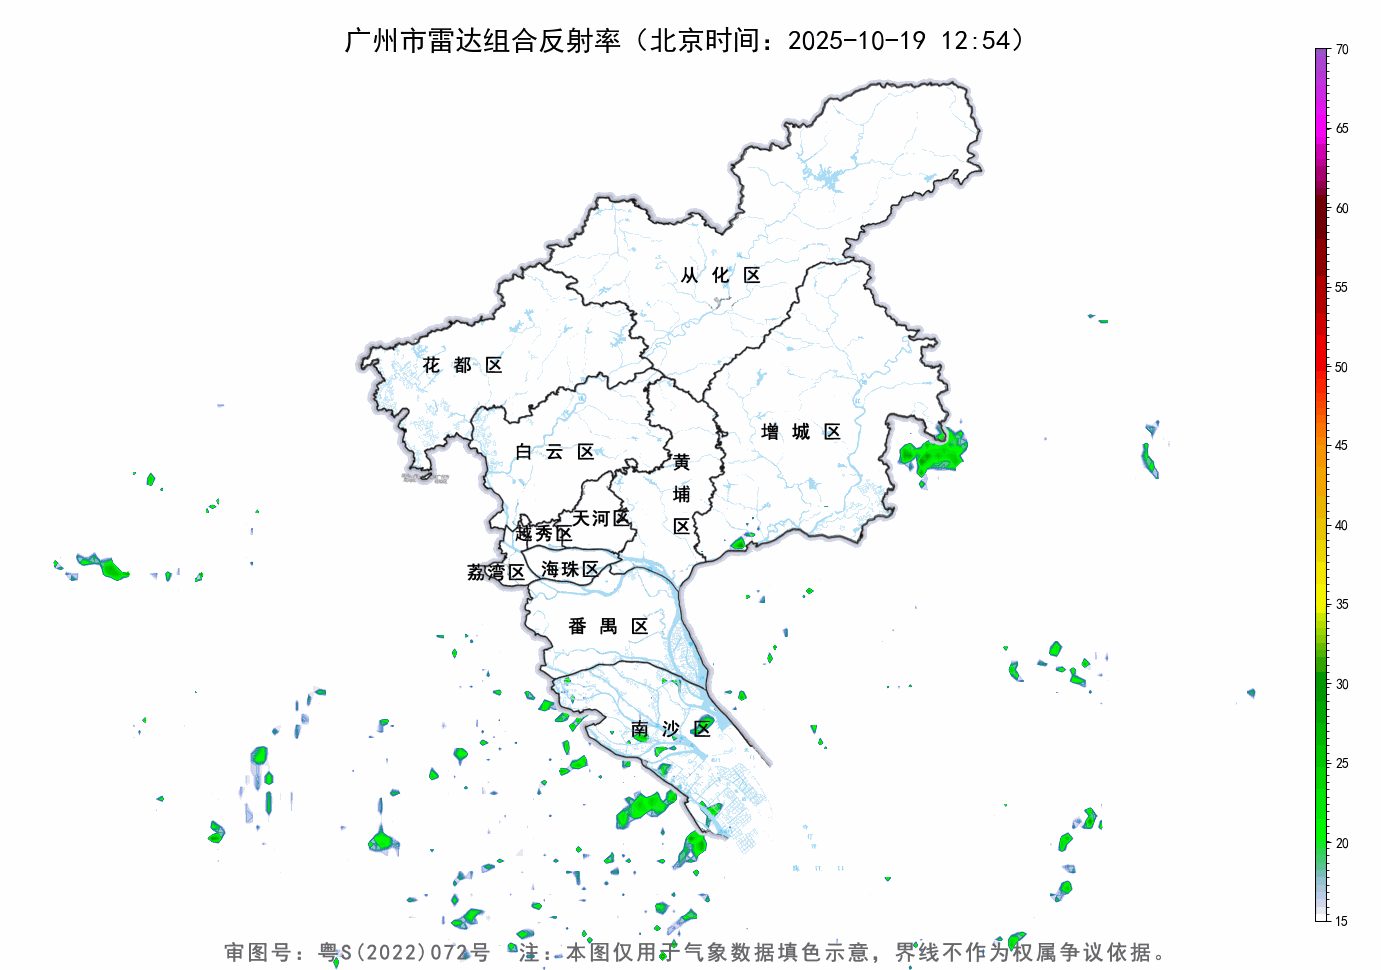 广州市雷达组合反射率（北京时间：2025-10-19 12:54）
70
65
60
55
50
45
40
35
30
25
20
15
从化区
花都区
增城区
白云区
黄埔区
天河区
越秀区
荔湾区
海珠区
番禺区
南沙区
审图号：粤S(2022)072号 注：本图仅用于气象数据填色示意，界线不作为权属争议依据。